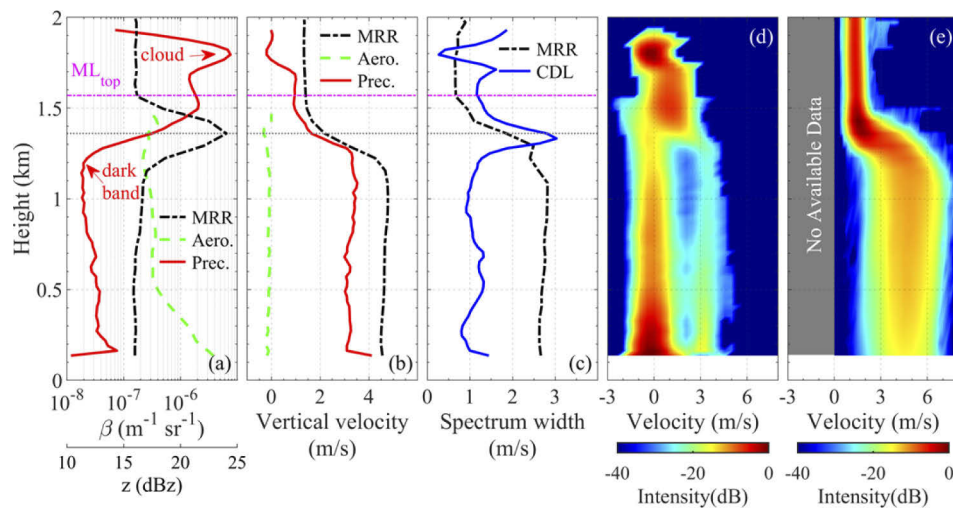 2
1.5
1
0.5
0
Height (km)
cloud
ML_top
dark
band
MRR
Aero.
Prec.
(a)
10^-8 10^-7 10^-6
β (m^-1 sr^-1)
10 15 20 25
z (dBz)
MRR
Aero.
Prec.
(b)
0 2 4
Vertical velocity
(m/s)
MRR
CDL
(c)
0 1 2 3
Spectrum width
(m/s)
(d)
-3 0 3 6
Velocity (m/s)
-40 -20 0
Intensity(dB)
(e)
No Available Data
-3 0 3 6
Velocity (m/s)
-40 -20 0
Intensity(dB)